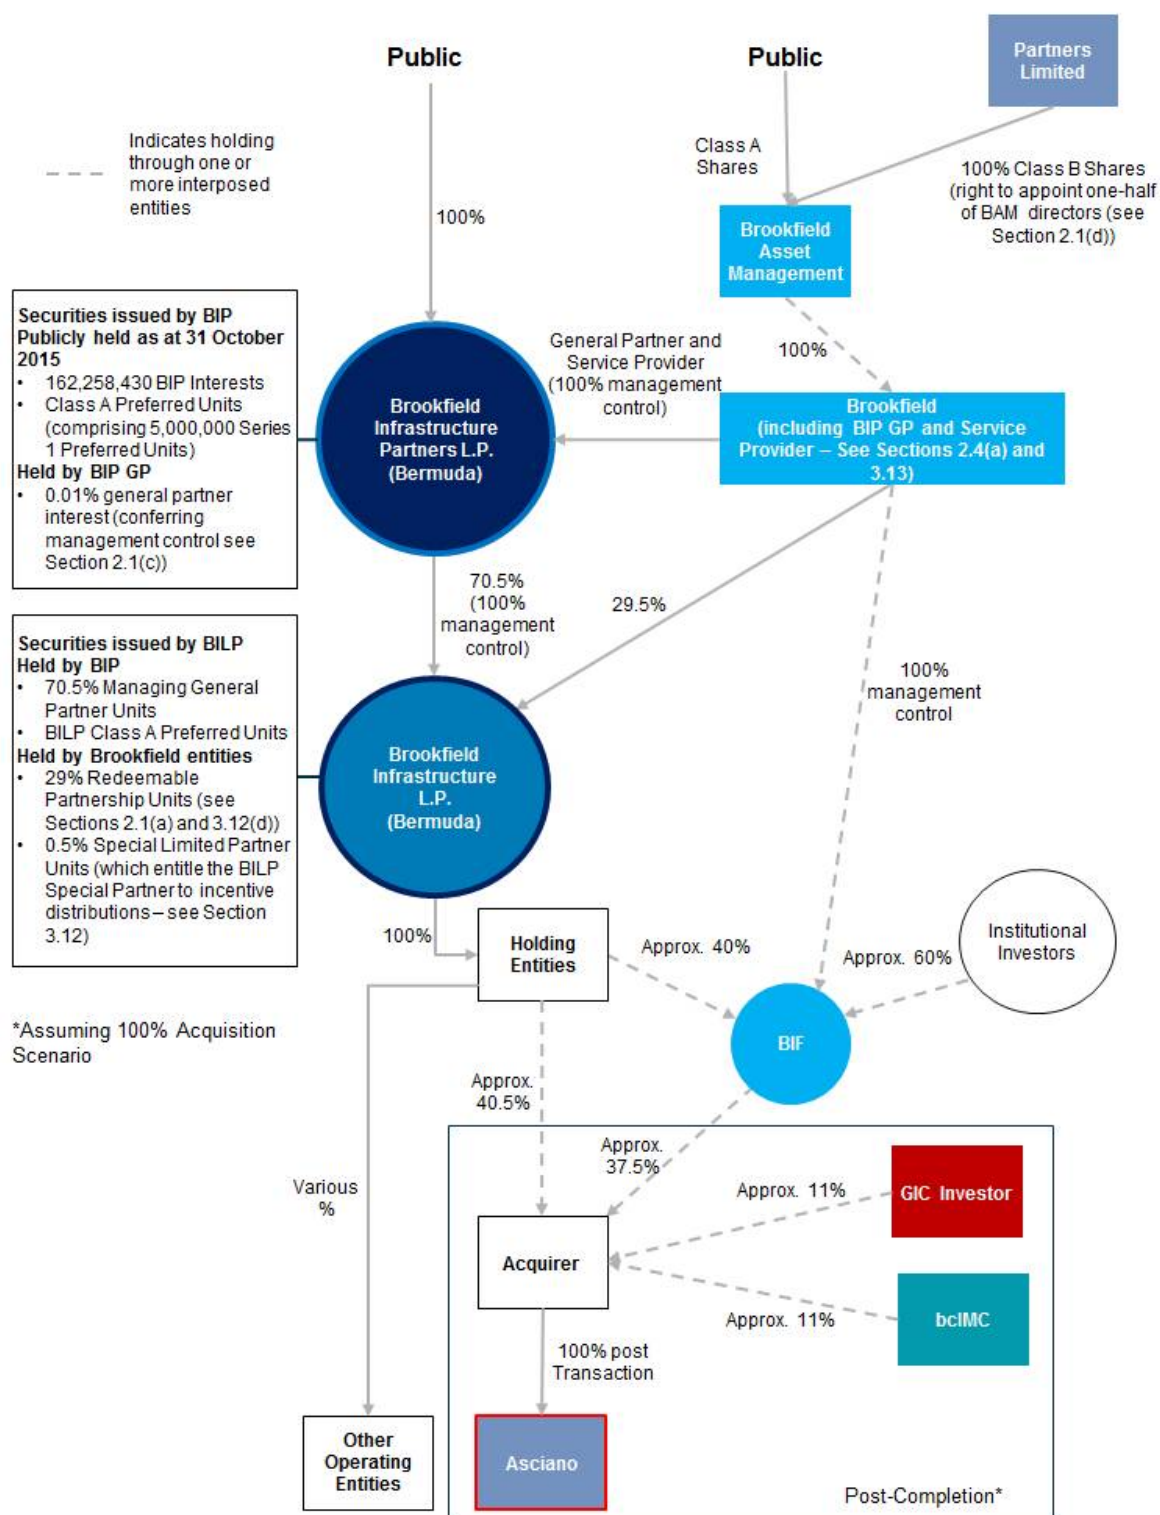 Public
Public
Partners
Limited
Indicates holding
through one or
more interposed
entities
Class A
Shares
100% Class B Shares
(right to appoint one-half
of BAM directors (see
Section 2.1(d))
100%
Brookfield
Asset
Management
Securities issued by BIP
Publicly held as at 31 October
2015
• 162,258,430 BIP Interests
• Class A Preferred Units
(comprising 5,000,000 Series
1 Preferred Units)
Held by BIP GP
• 0.01% general partner
interest (conferring
management control see
Section 2.1(c))
Brookfield
Infrastructure
Partners L.P.
(Bermuda)
General Partner and
Service Provider
(100% management
control)
100%
Brookfield
(including BIP GP and Service
Provider – See Sections 2.4(a) and
3.13)
70.5%
(100%
management
control)
29.5%
100%
management
control
Securities issued by BILP
Held by BIP
• 70.5% Managing General
Partner Units
• BILP Class A Preferred Units
Held by Brookfield entities
• 29% Redeemable
Partnership Units (see
Sections 2.1(a) and 3.12(d))
• 0.5% Special Limited Partner
Units (which entitle the BILP
Special Partner to incentive
distributions – see Section
3.12)
Brookfield
Infrastructure
L.P.
(Bermuda)
100%
Holding
Entities
Approx. 40%
Approx. 60%
Institutional
Investors
*Assuming 100% Acquisition
Scenario
BIF
Approx.
40.5%
Approx.
37.5%
Various
%
Approx. 11%
GIC Investor
Acquirer
Approx. 11%
bcIMC
100% post
Transaction
Other
Operating
Entities
Asciano
Post-Completion*